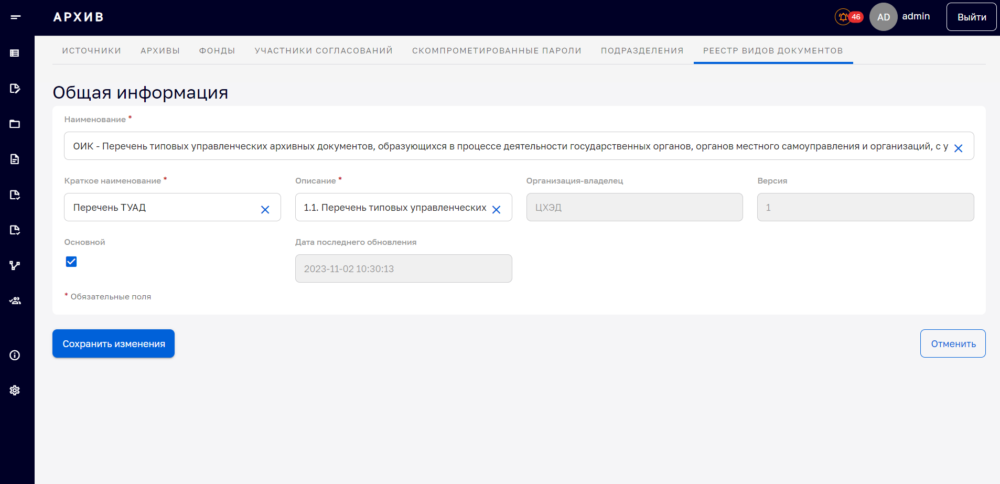 АРХИВ
46
AD
admin
Выйти
ИСТОЧНИКИ
АРХИВЫ
ФОНДЫ
УЧАСТНИКИ СОГЛАСОВАНИЙ
СКОМПРОМЕТИРОВАННЫЕ ПАРОЛИ
ПОДРАЗДЕЛЕНИЯ
РЕЕСТР ВИДОВ ДОКУМЕНТОВ
Общая информация
Наименование *
ОИК - Перечень типовых управленческих архивных документов, образующихся в процессе деятельности государственных органов, органов местного самоуправления и организаций, с у
Краткое наименование *
Описание *
Организация-владелец
Версия
Перечень ТУАД
1.1. Перечень типовых управленческих
ЦХЭД
1
Основной
Дата последнего обновления
2023-11-02 10:30:13
* Обязательные поля
Сохранить изменения
Отменить